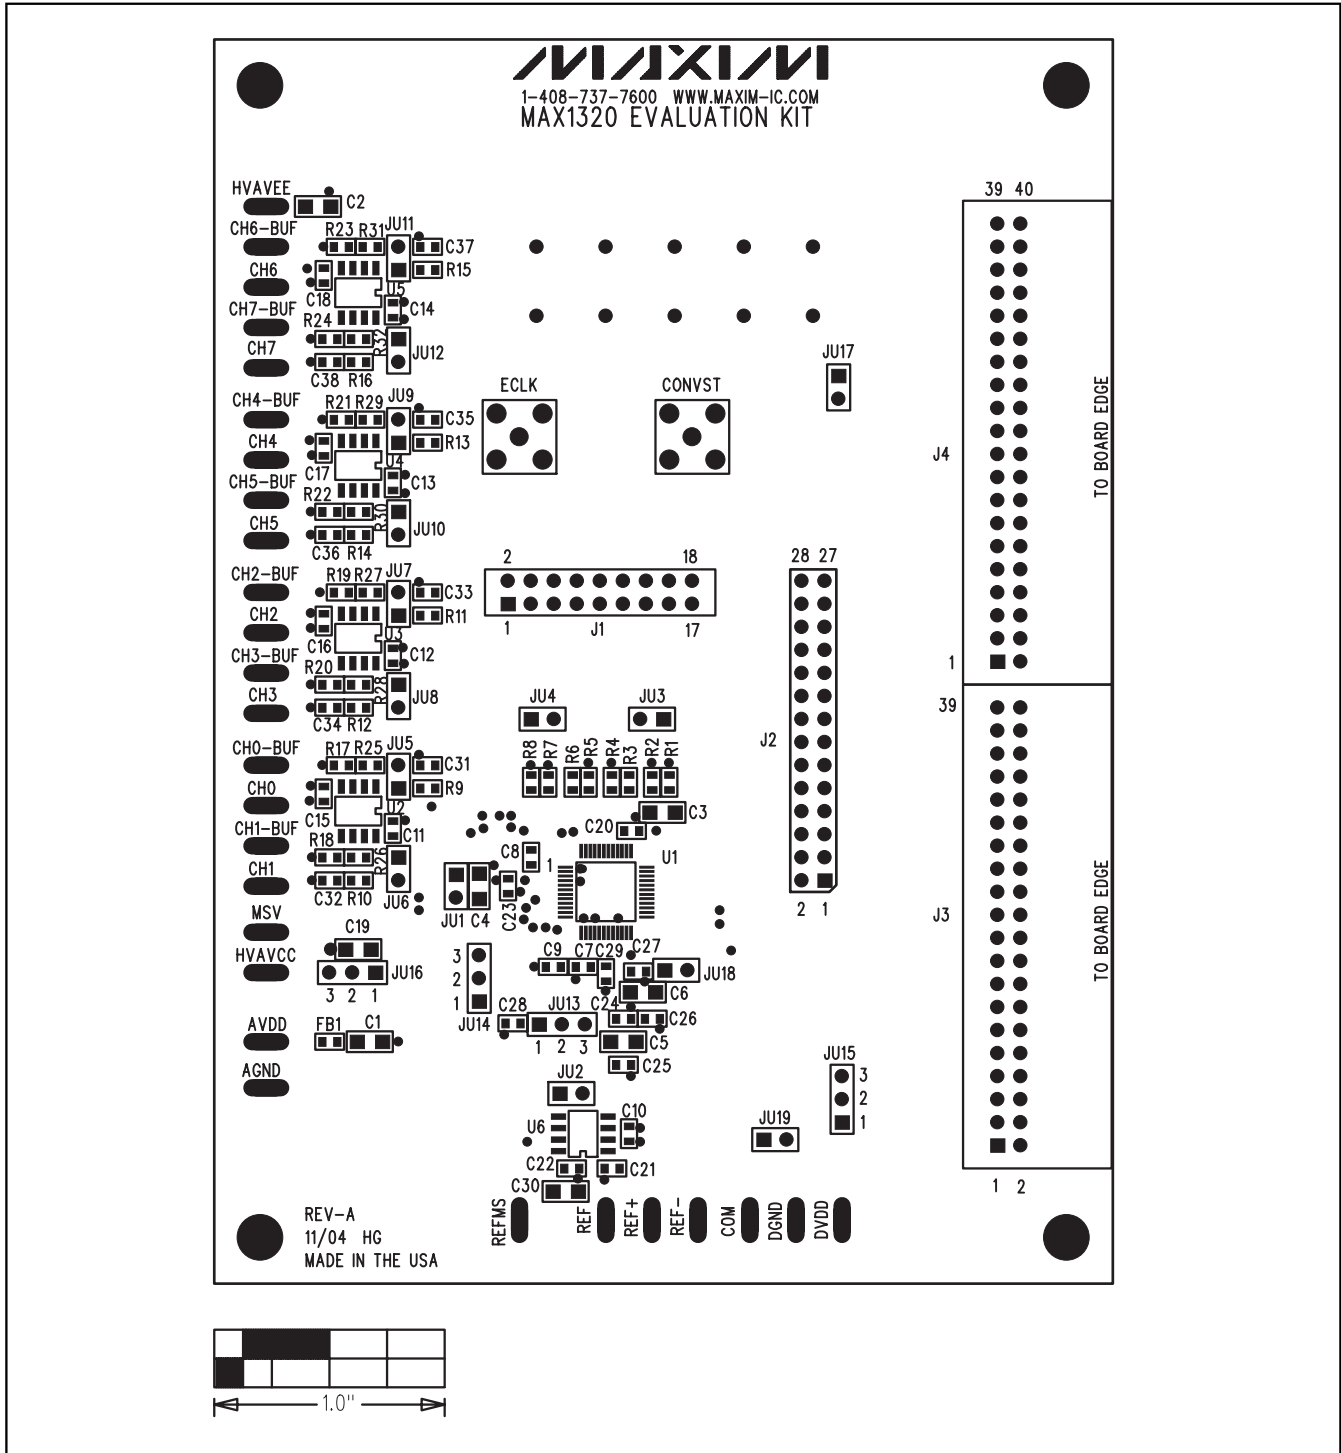 MAXIM
1-408-737-7600 WWW.MAXIM-IC.COM
MAX1320 EVALUATION KIT
HVAVEE
C2
39 40
CH6-BUF
R23 R31
JU11
C37
CH6
R15
C18
U5
C14
CH7-BUF
R24
R32
JU12
CH7
C38 R16
JU17
ECLK
CONVST
CH4-BUF
R21 R29
JU9
C35
CH4
R13
C17
U4
C13
CH5-BUF
R22
R30
JU10
CH5
C36 R14
J4
TO BOARD EDGE
2
18
28 27
CH2-BUF
R19 R27
JU7
C33
CH2
R11
1
J1
17
C16
U3
C12
CH3-BUF
R20
R28
JU8
CH3
C34 R12
1
JU4
JU3
39
J2
CH0-BUF
R17 R25
JU5
C31
R8
R7
R6
R5
R4
R3
R2
R1
CH0
R9
C15
U2
C11
C3
C20
CH1-BUF
R18
R26
C8
1
U1
CH1
C32 R10
JU6
JU1 C4
C23
2 1
MSV
C19
J3
TO BOARD EDGE
HVAVCC
JU16
3 2 1
3
2
1
JU14
C9
C7
C29
C27
JU18
C6
AVDD
FB1
C1
C28
JU13
C24
C26
1 2 3
C5
C25
AGND
JU2
JU15
3
2
1
U6
C10
JU19
C22
C21
C30
1 2
REFMS
REF
REF+
REF-
COM
DGND
DVDD
REV-A
11/04 HG
MADE IN THE USA
1.0"